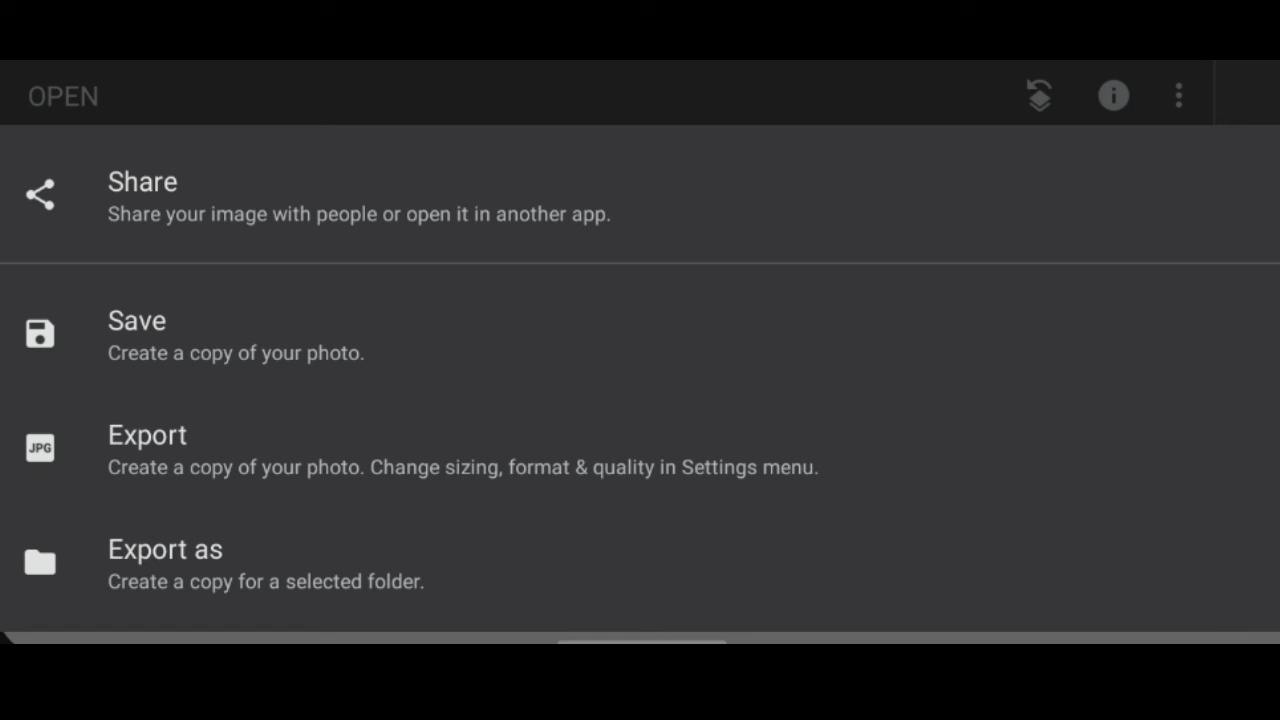 OPEN
Share
Share your image with people or open it in another app.
Save
Create a copy of your photo.
JPG
Export
Create a copy of your photo. Change sizing, format & quality in Settings menu.
Export as
Create a copy for a selected folder.